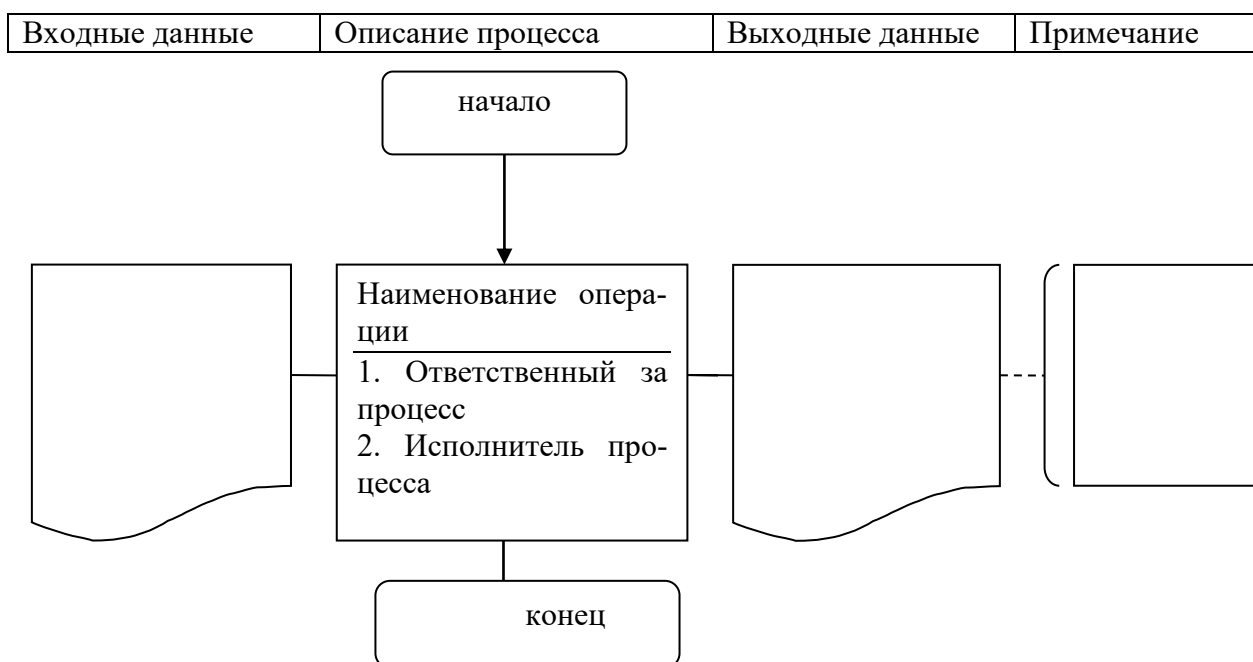 Входные данные Описание процесса Выходные данные Примечание
начало
Наименование опера-
ции
1. Ответственный за
процесс
2. Исполнитель про-
цесса
конец